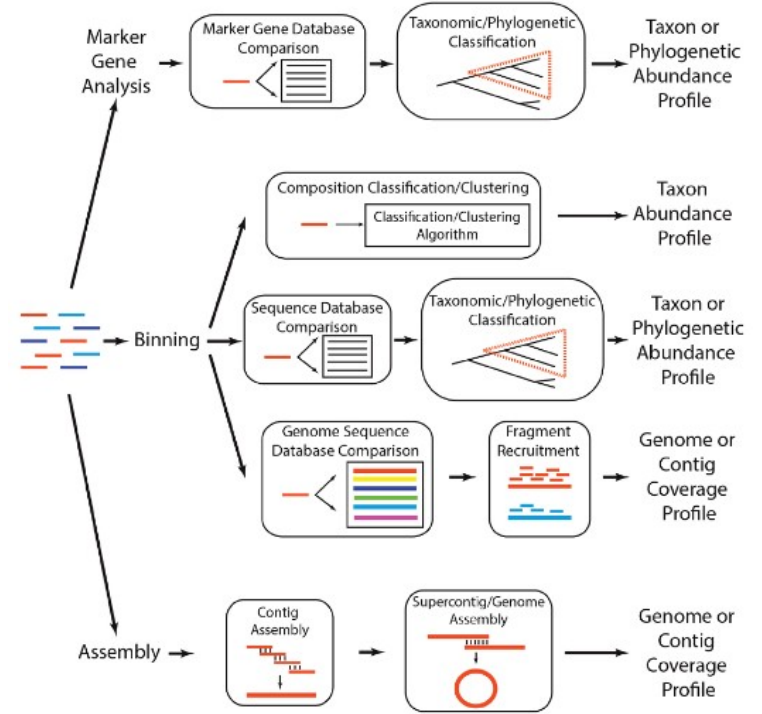 Marker
Gene
Analysis
Marker Gene Database
Comparison
Taxonomic/Phylogenetic
Classification
Taxon or
Phylogenetic
Abundance
Profile
Composition Classification/Clustering
Classification/Clustering
Algorithm
Taxon
Abundance
Profile
Binning
Sequence Database
Comparison
Taxonomic/Phylogenetic
Classification
Taxon or
Phylogenetic
Abundance
Profile
Genome Sequence
Database Comparison
Fragment
Recruitment
Genome or
Contig
Coverage
Profile
Assembly
Contig
Assembly
Supercontig/Genome
Assembly
Genome or
Contig
Coverage
Profile